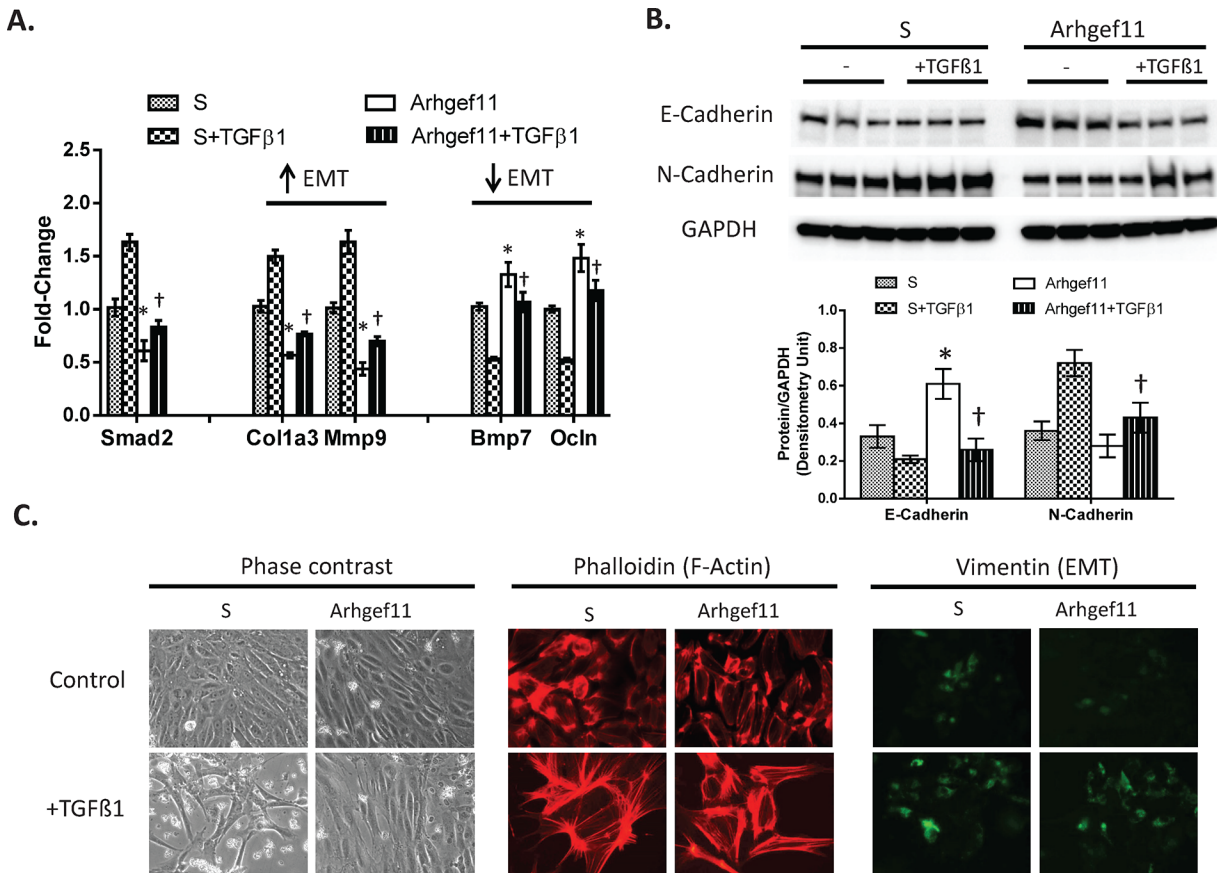 A.
S
Arhgef11
S+TGFβ1
Arhgef11+TGFβ1
2.5
2.0
1.5
1.0
0.5
0.0
Fold-Change
↑ EMT
↓ EMT
* †
* † * †
* † * †
Smad2 Col1a3 Mmp9 Bmp7 Ocln
B.
S Arhgef11
- +TGFß1 - +TGFß1
E-Cadherin
N-Cadherin
GAPDH
S
Arhgef11
S+TGFβ1
Arhgef11+TGFβ1
1.0
0.8
0.6
0.4
0.2
0.0
Protein/GAPDH
(Densitometry Unit)
* † †
E-Cadherin N-Cadherin
C.
Phase contrast Phalloidin (F-Actin) Vimentin (EMT)
S Arhgef11 S Arhgef11 S Arhgef11
Control
+TGFß1